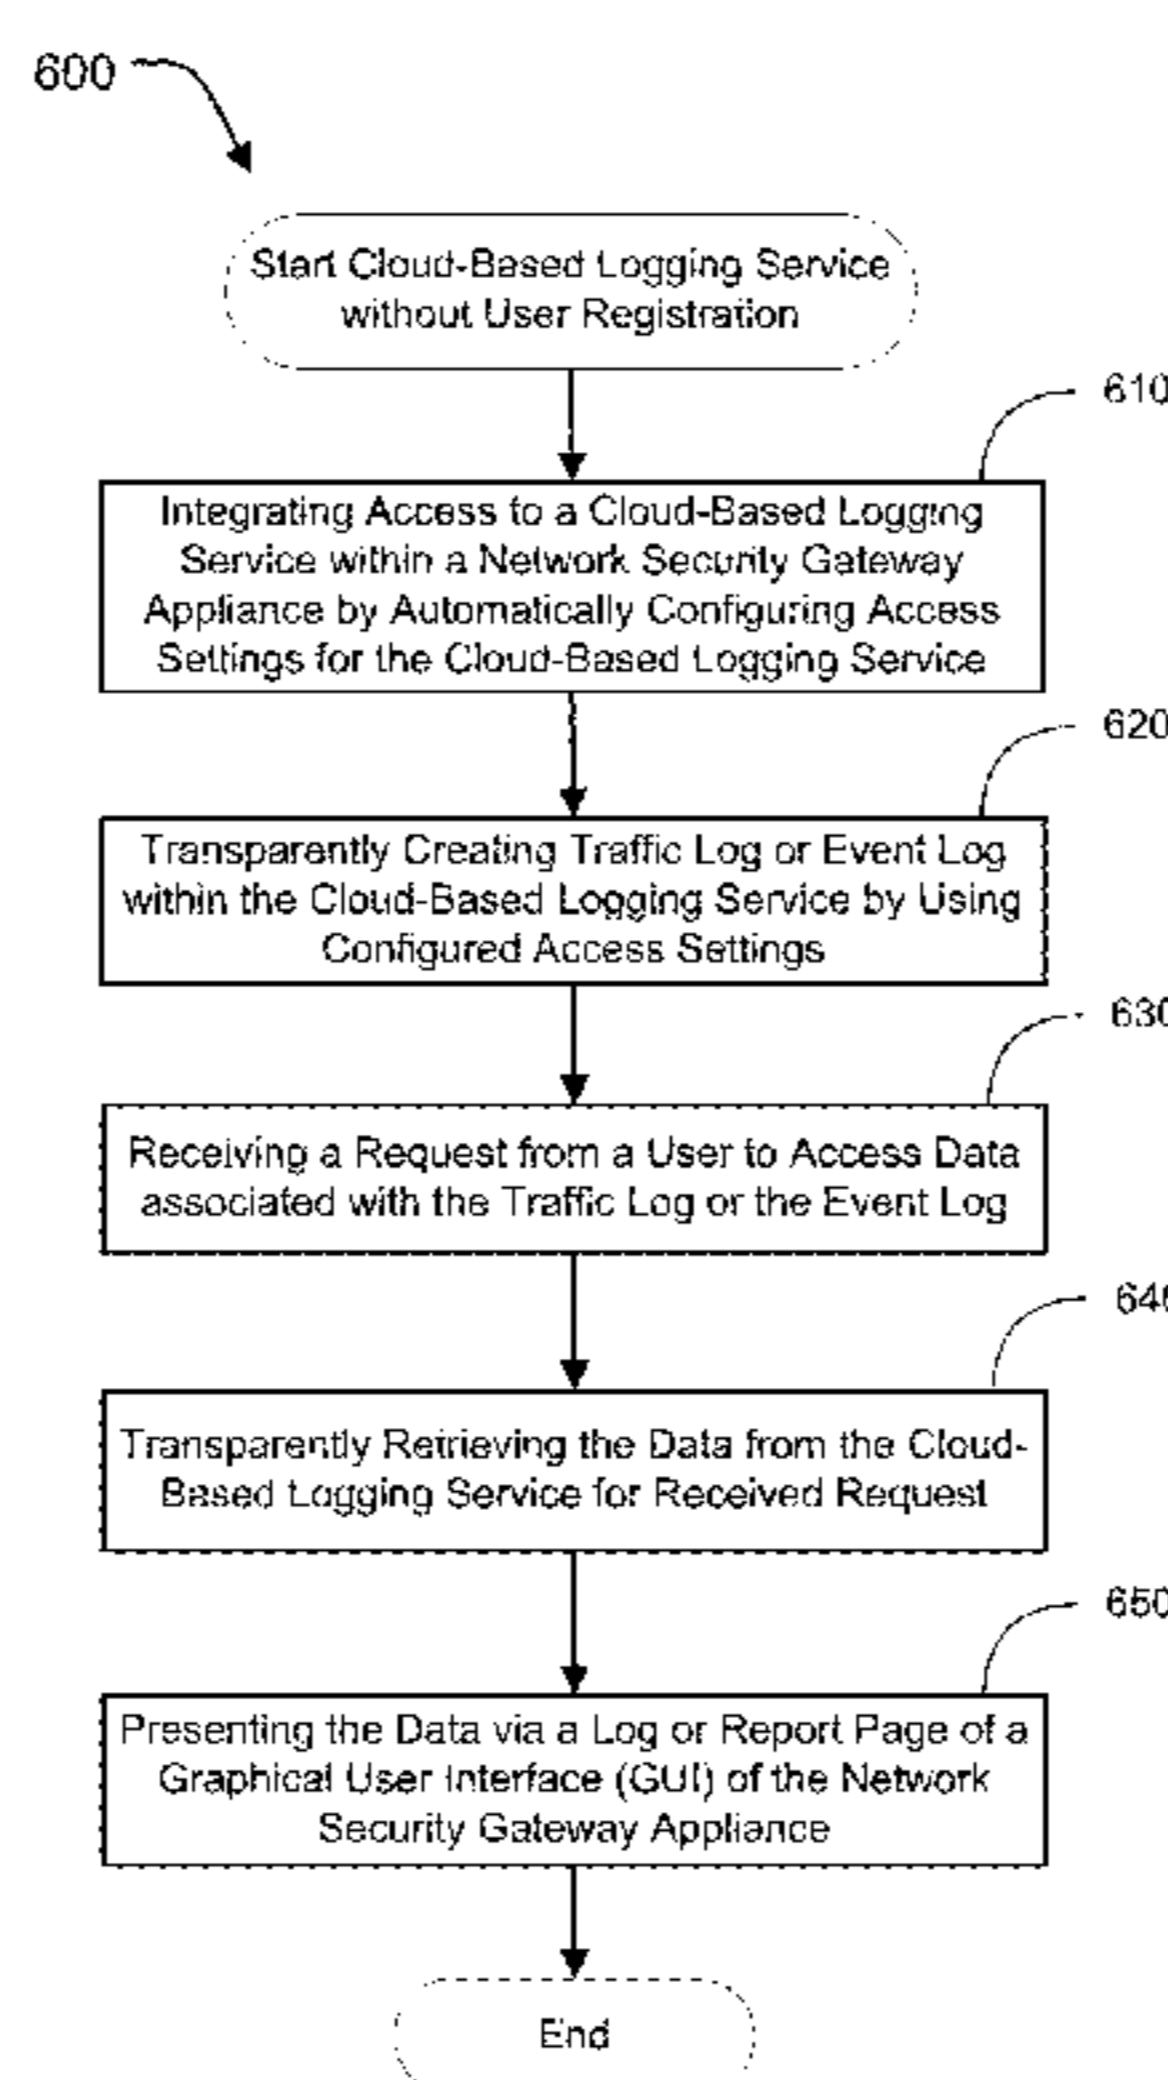 600
Start Cloud-Based Logging Service
without User Registration
610
Integrating Access to a Cloud-Based Logging
Service within a Network Security Gateway
Appliance by Automatically Configuring Access
Settings for the Cloud-Based Logging Service
620
Transparently Creating Traffic Log or Event Log
within the Cloud-Based Logging Service by Using
Configured Access Settings
630
Receiving a Request from a User to Access Data
associated with the Traffic Log or the Event Log
640
Transparently Retrieving the Data from the Cloud-
Based Logging Service for Received Request
650
Presenting the Data via a Log or Report Page of a
Graphical User Interface (GUI) of the Network
Security Gateway Appliance
End